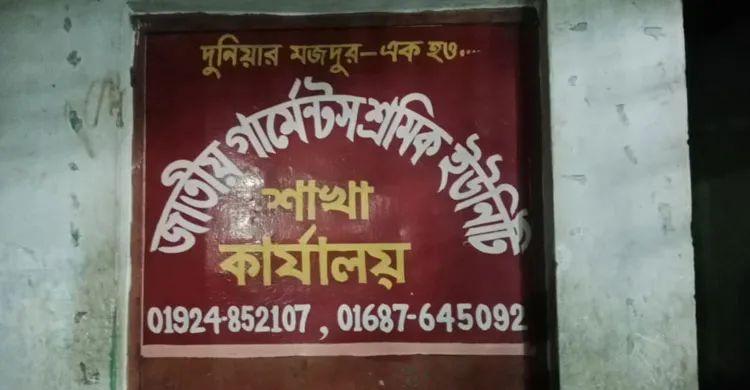 দুনিয়ার মজদুর-এক হও....
জাতীয় গার্মেন্টস শ্রমিক ইউনিটি
শাখা
কার্যালয়
01924-852107, 01687-645092